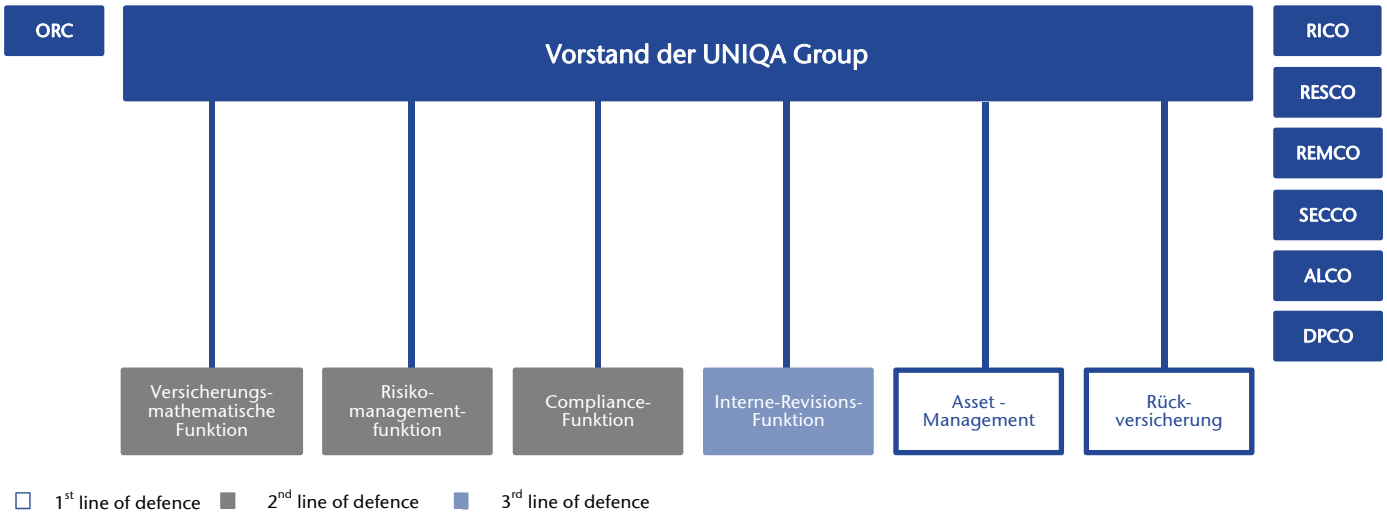 ORC
Vorstand der UNIQA Group
RICO
RESCO
REMCO
SECCO
ALCO
DPCO
Versicherungs-
mathematische
Funktion
Risiko-
management-
funktion
Compliance-
Funktion
Interne-Revisions-
Funktion
Asset -
Management
Rück-
versicherung
1st line of defence
2nd line of defence
3rd line of defence